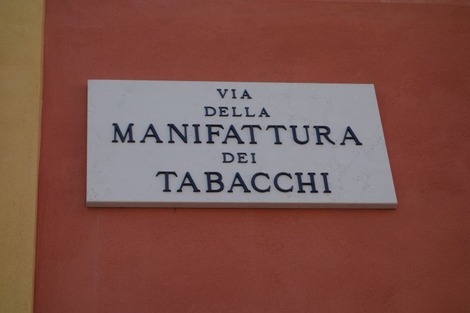 VIA
DELLA
MANIFATTURA
DEI
TABACCHI